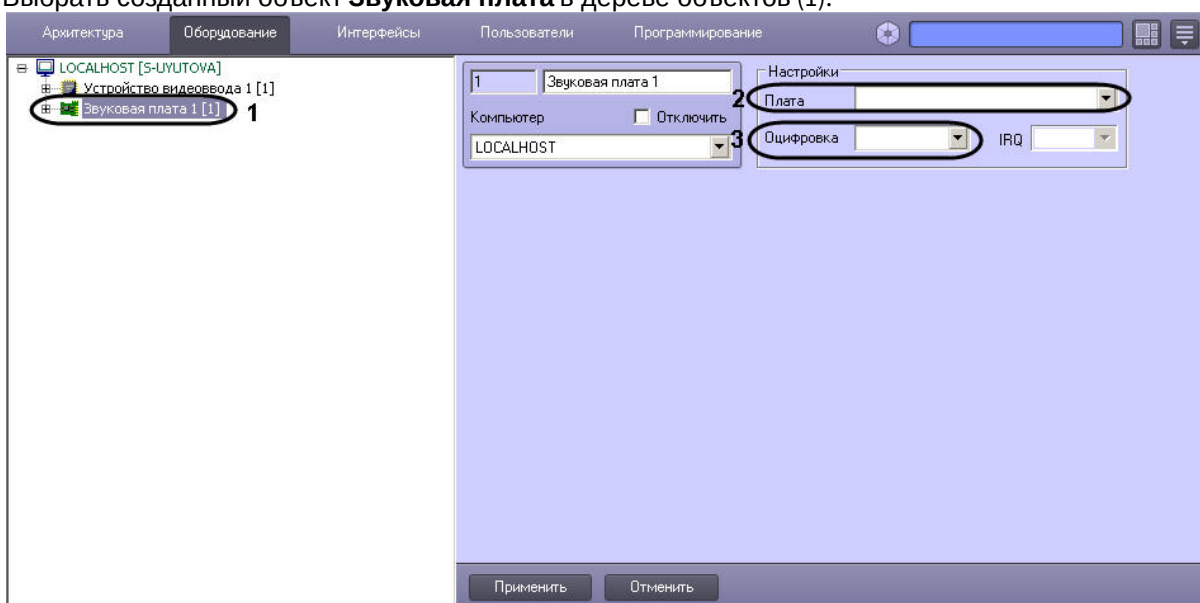 Выбрать созданный объект Звуковая плата в дереве объектов (1).
Архитектура Оборудование Интерфейсы Пользователи Программирование
LOCALHOST [S-UYUTOVA]
Устройство видеоввода 1 [1]
Звуковая плата 1 [1] 1
1 Звуковая плата 1
Компьютер Отключить
LOCALHOST
Настройки
2 Плата
3 Оцифровка IRQ
Применить Отменить